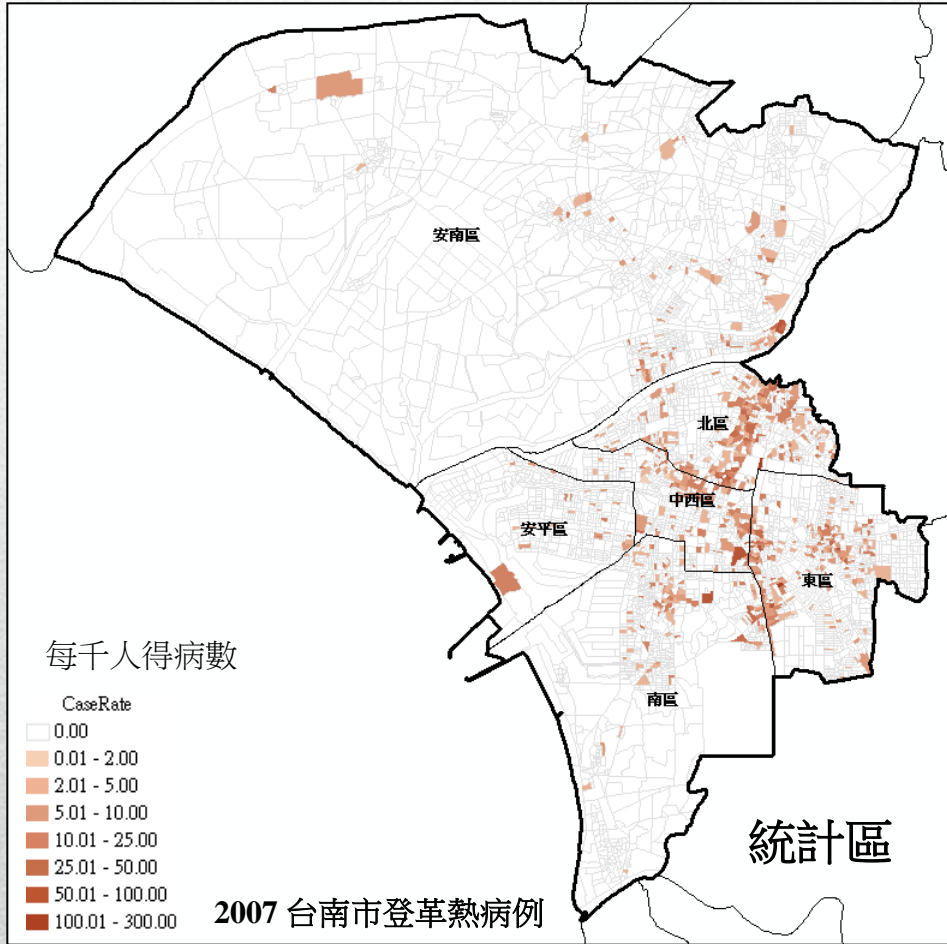 安南區
北區
中西區
安平區
東區
南區
每千人得病數
CaseRate
0.00
0.01 - 2.00
2.01 - 5.00
5.01 - 10.00
10.01 - 25.00
25.01 - 50.00
50.01 - 100.00
100.01 - 300.00
統計區
2007 台南市登革熱病例